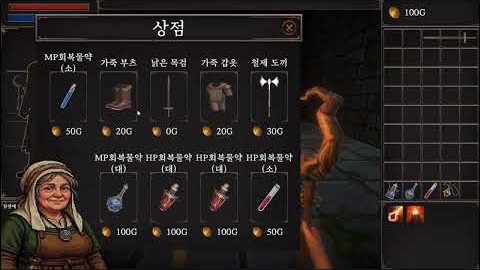 상점
100G
MP회복물약
(소)
가죽 부츠
낡은 목검
가죽 갑옷
철제 도끼
50G
20G
0G
20G
30G
MP회복물약
(대)
HP회복물약
(대)
HP회복물약
(대)
HP회복물약
(소)
100G
100G
100G
50G
100G